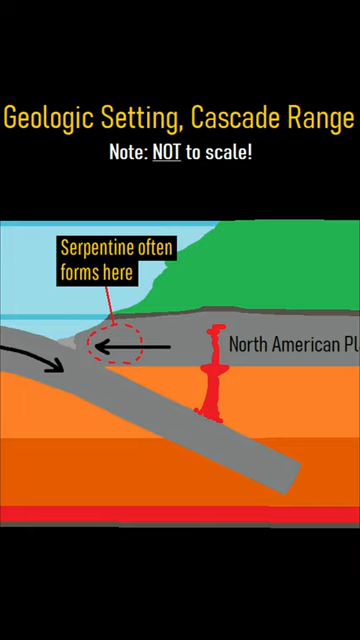 Geologic Setting, Cascade Range
Note: NOT to scale!
Serpentine often
forms here
North American Pl